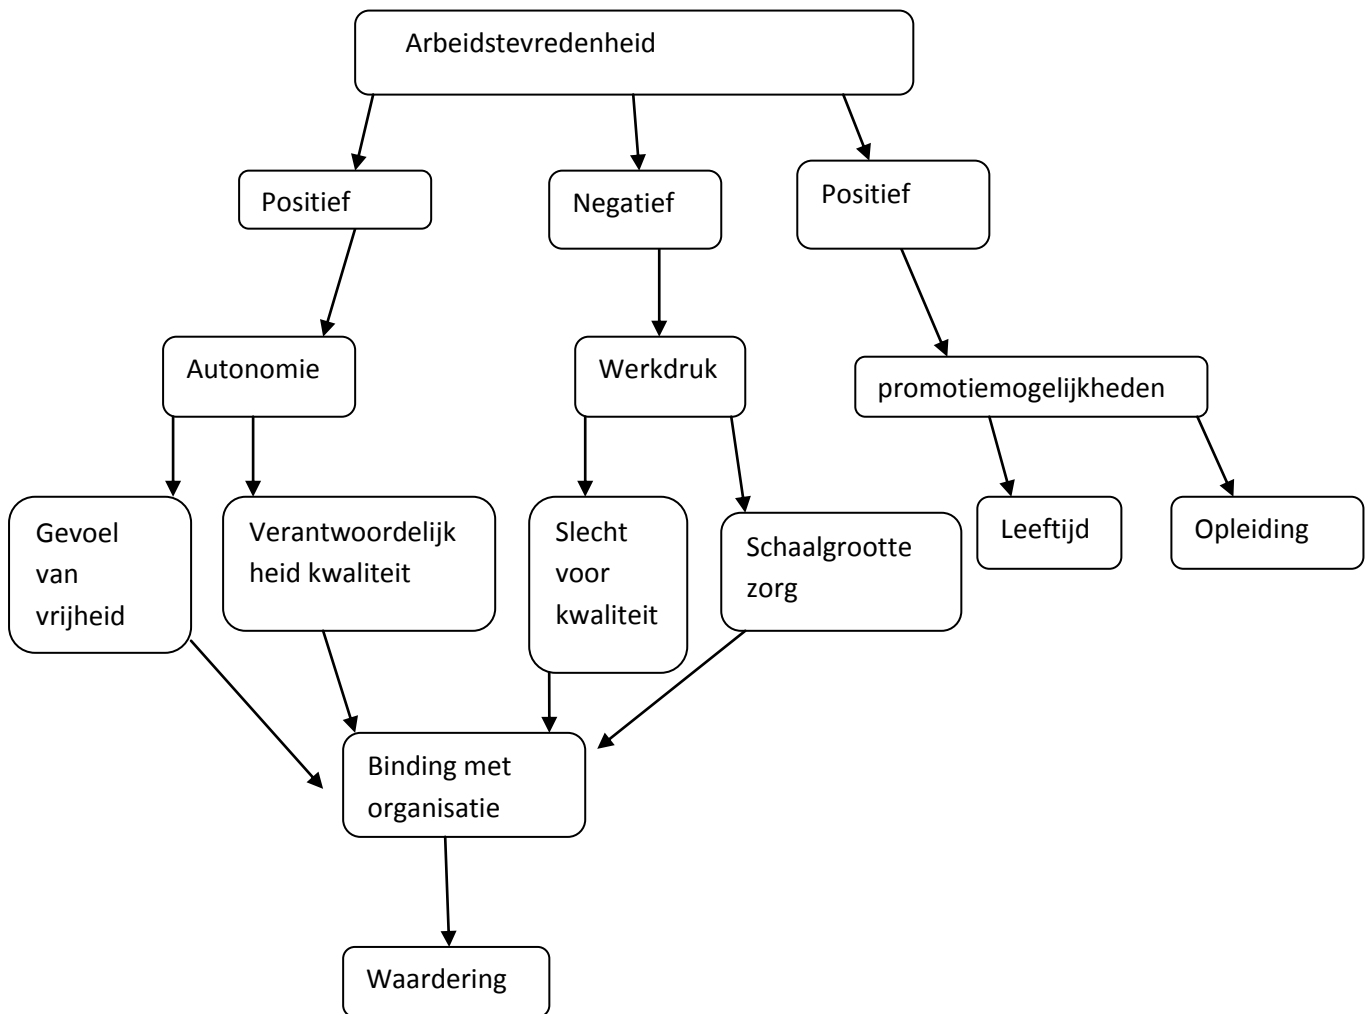 Arbeidstevredenheid
Positief
Negatief
Positief
Autonomie
Werkdruk
promotiemogelijkheden
Gevoel
van
vrijheid
Verantwoordelijk
heid kwaliteit
Slecht
voor
kwaliteit
Schaalgrootte
zorg
Leeftijd
Opleiding
Binding met
organisatie
Waardering